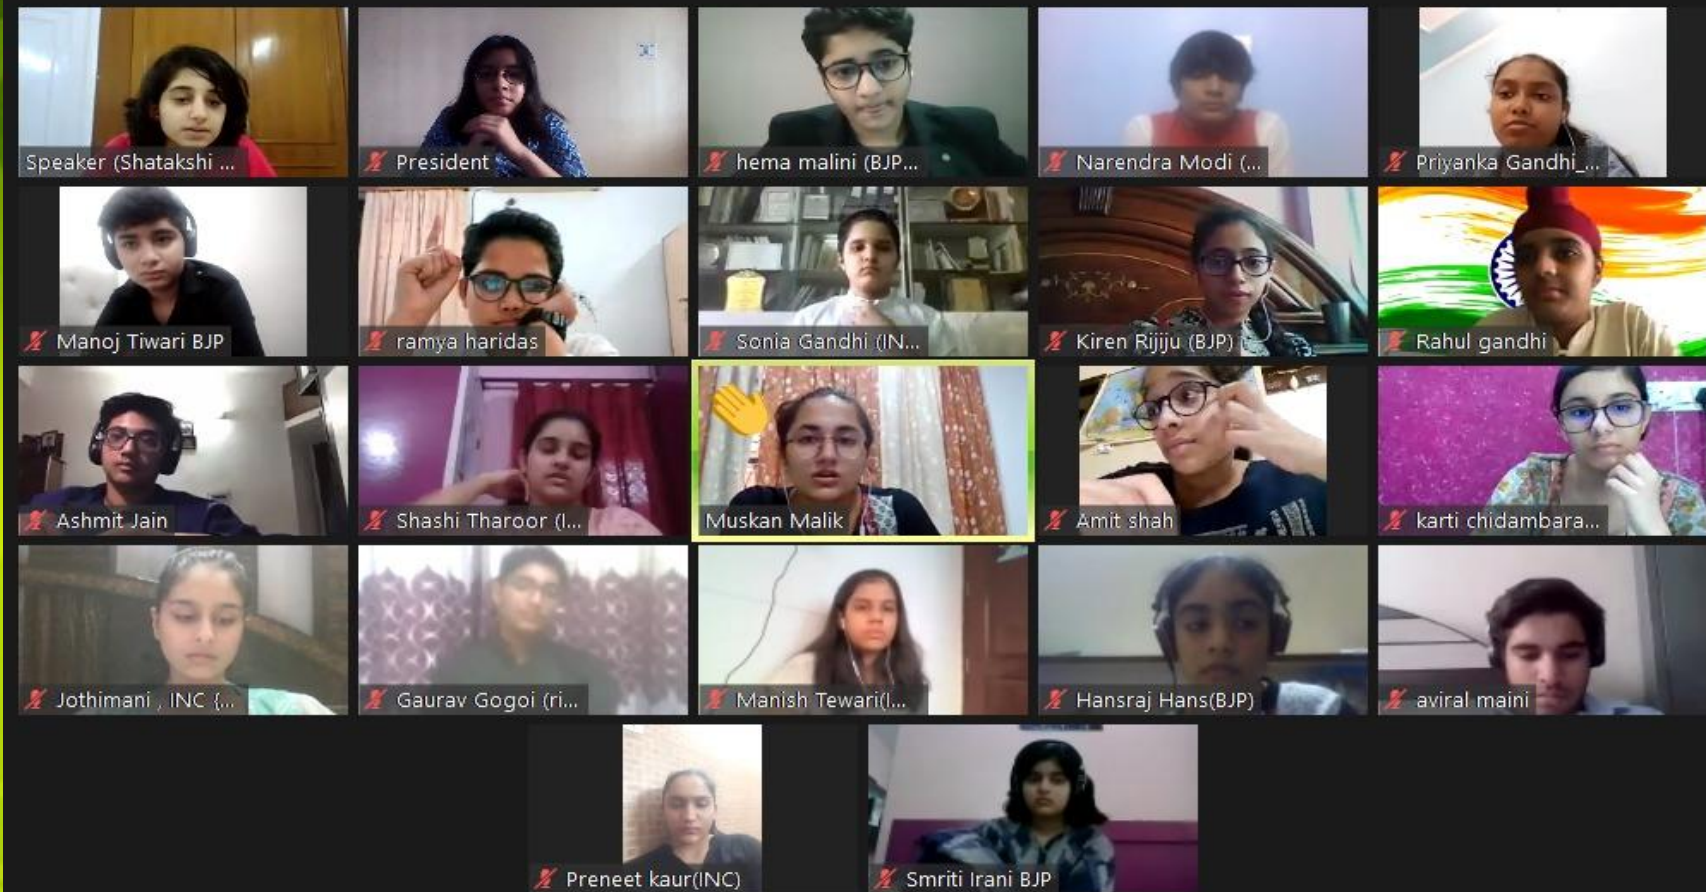 Speaker (Shatakshi ...
President
hema malini (BJP...
Narendra Modi (...
Priyanka Gandhi_...
Manoj Tiwari BJP
ramya haridas
Sonia Gandhi (IN...
Kiren Rijiju (BJP)
Rahul gandhi
Ashmit Jain
Shashi Tharoor (I...
Muskan Malik
Amit shah
karti chidambara...
Jothimani , INC {...
Gaurav Gogoi (ri...
Manish Tewari(I...
Hansraj Hans(BJP)
aviral maini
Preneet kaur(INC)
Smriti Irani BJP